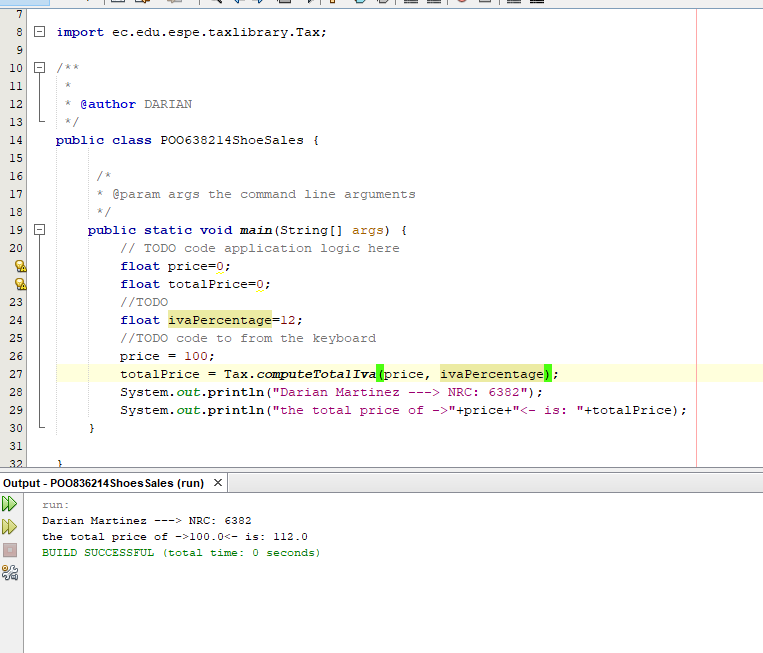 7
8 import ec.edu.espe.taxlibrary.Tax;
9
10 /**
11 *
12 * @author DARIAN
13 */
14 public class POO638214ShoeSales {
15
16 /*
17 * @param args the command line arguments
18 */
19 public static void main(String[] args) {
20 // TODO code application logic here
float price=0;
float totalPrice=0;
23 //TODO
24 float ivaPercentage=12;
25 //TODO code to from the keyboard
26 price = 100;
27 totalPrice = Tax.computeTotalIva(price, ivaPercentage);
28 System.out.println("Darian Martinez ---> NRC: 6382");
29 System.out.println("the total price of ->"+price+"<- is: "+totalPrice);
30 }
31
32 }
Output - POO836214ShoesSales (run) ×
run:
Darian Martinez ---> NRC: 6382
the total price of ->100.0<- is: 112.0
BUILD SUCCESSFUL (total time: 0 seconds)